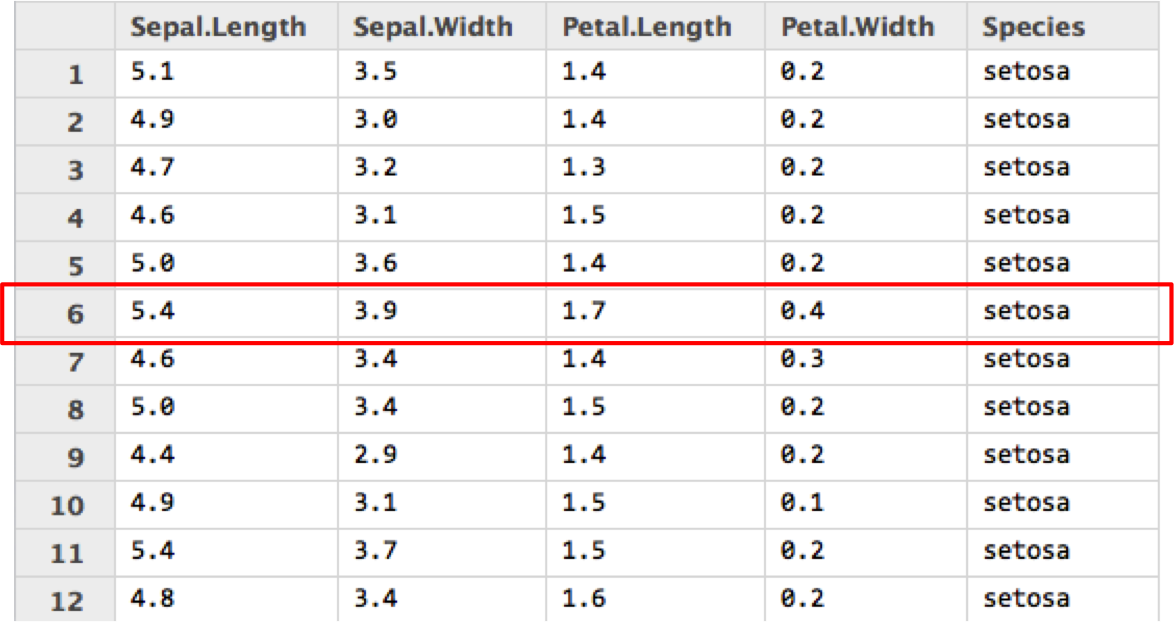 Sepal.Length Sepal.Width Petal.Length Petal.Width Species
1 5.1 3.5 1.4 0.2 setosa
2 4.9 3.0 1.4 0.2 setosa
3 4.7 3.2 1.3 0.2 setosa
4 4.6 3.1 1.5 0.2 setosa
5 5.0 3.6 1.4 0.2 setosa
6 5.4 3.9 1.7 0.4 setosa
7 4.6 3.4 1.4 0.3 setosa
8 5.0 3.4 1.5 0.2 setosa
9 4.4 2.9 1.4 0.2 setosa
10 4.9 3.1 1.5 0.1 setosa
11 5.4 3.7 1.5 0.2 setosa
12 4.8 3.4 1.6 0.2 setosa